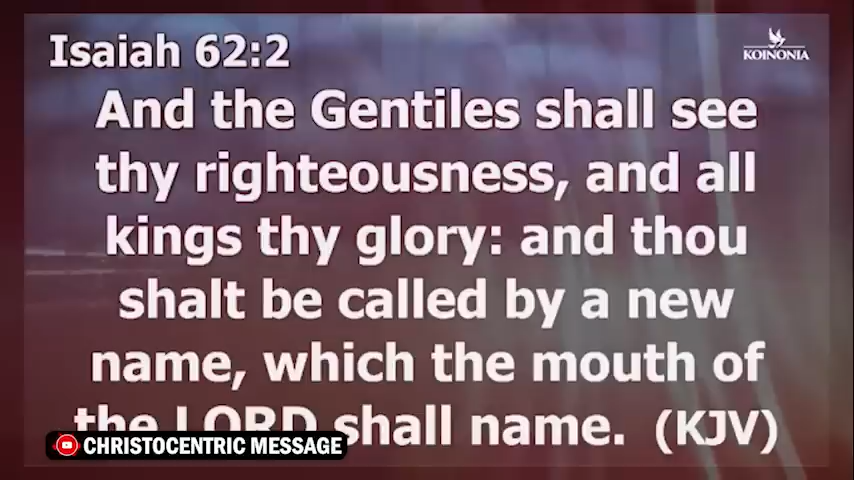 Isaiah 62:2
KOINONIA
And the Gentiles shall see
thy righteousness, and all
kings thy glory: and thou
shalt be called by a new
name, which the mouth of
the LORD shall name. (KJV)
CHRISTOCENTRIC MESSAGE